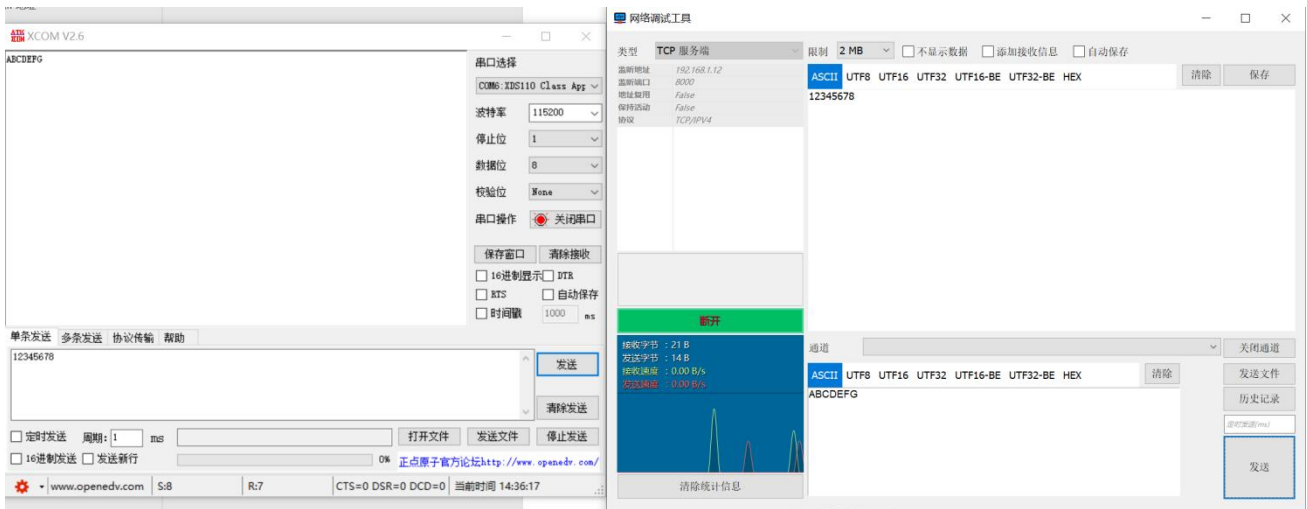 XCOM V2.6
ABCDEFG
串口选择
COM6:XDS110 Class App
波特率 115200
停止位 1
数据位 8
校验位 None
串口操作 关闭串口
保存窗口 清除接收
16进制显示 DTR
RTS 自动保存
时间戳 1000 ms
单条发送 多条发送 协议传输 帮助
12345678
发送
清除发送
定时发送 周期: 1 ms 打开文件 发送文件 停止发送
16进制发送 发送新行 0% 正点原子官方论坛http://www.openedv.com/
www.openedv.com S:8 R:7 CTS=0 DSR=0 DCD=0 当前时间 14:36:17
网络调试工具
类型 TCP 服务端
监听地址 192.168.1.12
监听端口 8000
地址复用 False
保持活动 False
协议 TCP/IPV4
断开
接收字节 : 21 B
发送字节 : 14 B
接收速度 : 0.00 B/s
发送速度 : 0.00 B/s
清除统计信息
限制 2 MB 不显示数据 添加接收信息 自动保存
ASCII UTF8 UTF16 UTF32 UTF16-BE UTF32-BE HEX 清除 保存
12345678
通道 关闭通道
ASCII UTF8 UTF16 UTF32 UTF16-BE UTF32-BE HEX 清除 发送文件
ABCDEFG
历史记录
定时发送(ms)
发送